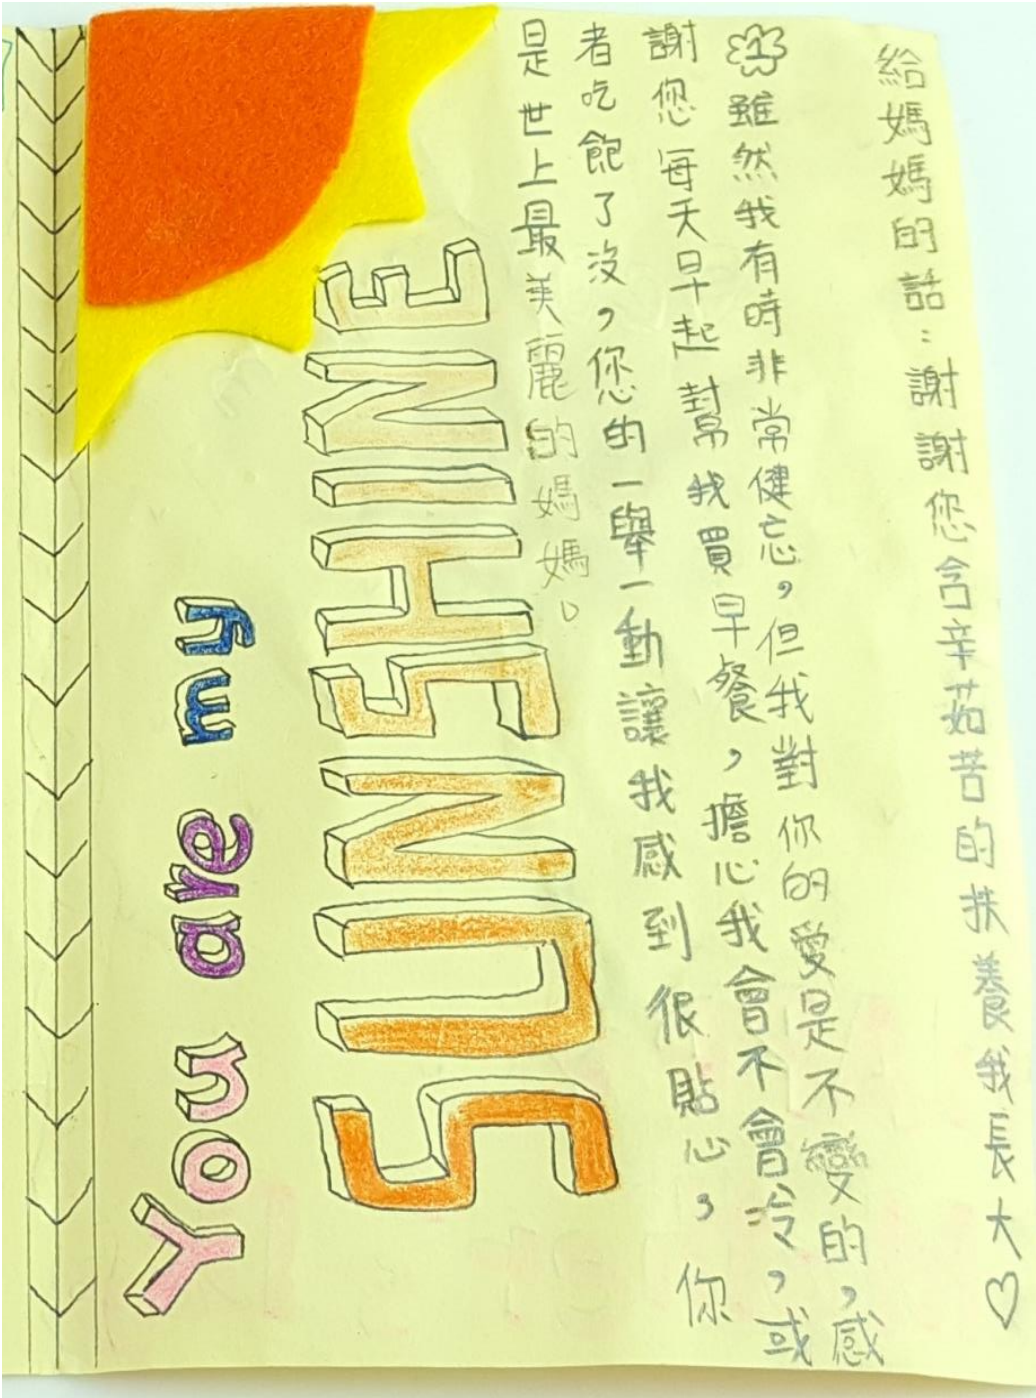 給媽媽的話：謝謝您含辛茹苦的扶養我長大♡
雖然我有時非常健忘，但我對你的愛是不變的，感
謝您每天早起幫我買早餐，擔心我會不會冷，或
者吃飽了沒，您的一舉一動讓我感到很貼心，你
是世上最美麗的媽媽。
You are my
SUNSHINE